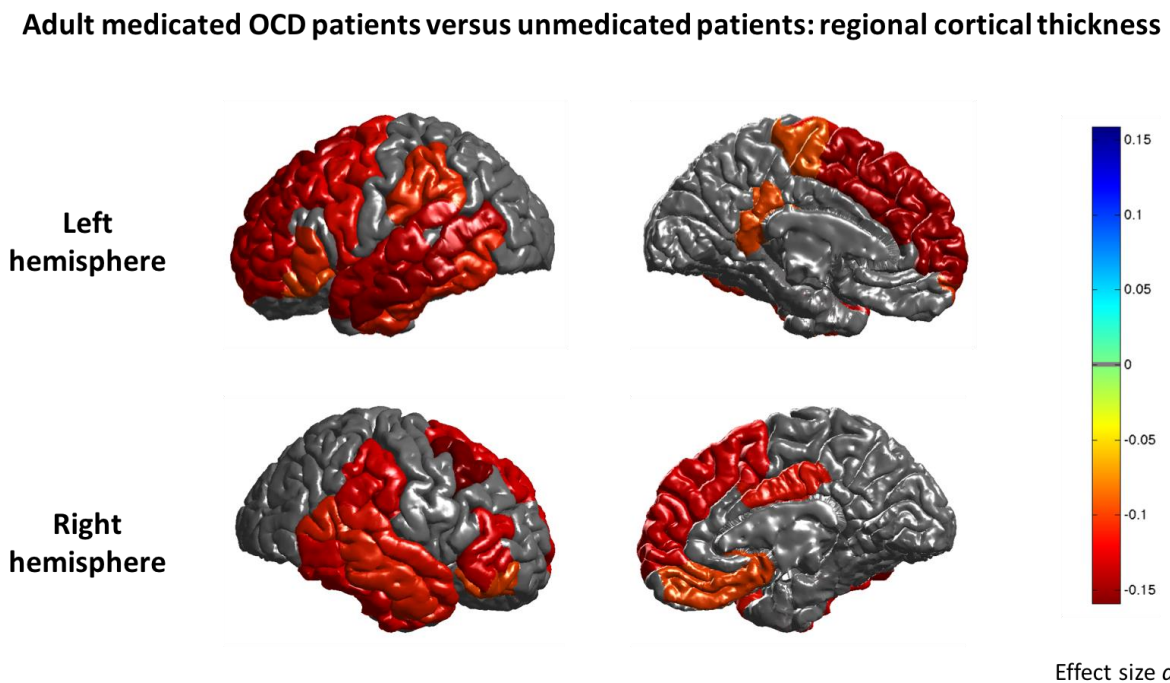 Adult medicated OCD patients versus unmedicated patients: regional cortical thickness
Left
hemisphere
Right
hemisphere
0.15
0.1
0.05
0
-0.05
-0.1
-0.15
Effect size d